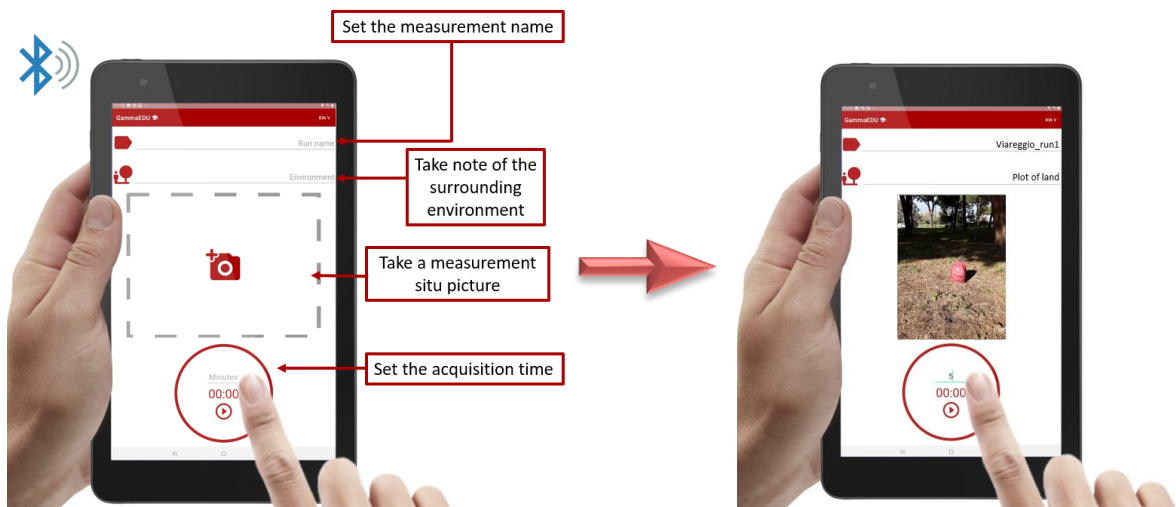 Set the measurement name
GammaEDU
836 V
Run name
Environment
Take note of the
surrounding
environment
Take a measurement
situ picture
Minutes
00:00
Set the acquisition time
GammaEDU
Viareggio_run1
Plot of land
5
00:00